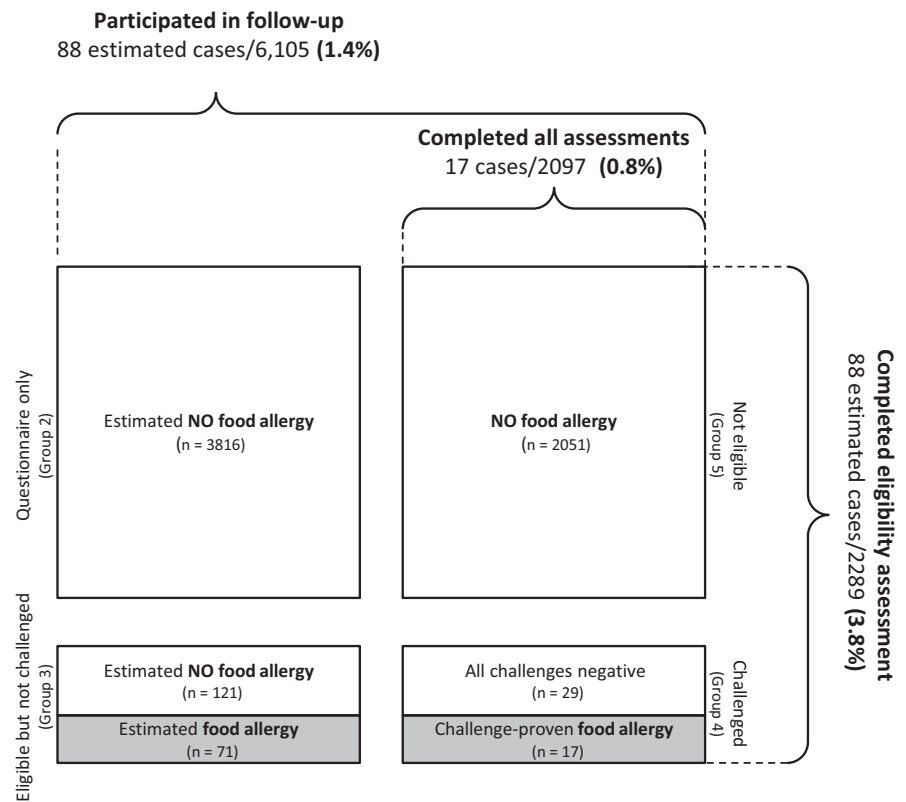 Participated in follow-up
88 estimated cases/6,105 (1.4%)
Completed all assessments
17 cases/2097 (0.8%)
Questionnaire only
(Group 2)
Estimated NO food allergy
(n = 3816)
NO food allergy
(n = 2051)
Not eligible
(Group 5)
Completed eligibility assessment
88 estimated cases/2289 (3.8%)
Eligible but not challenged
(Group 3)
Estimated NO food allergy
(n = 121)
Estimated food allergy
(n = 71)
All challenges negative
(n = 29)
Challenge-proven food allergy
(n = 17)
Challenged
(Group 4)